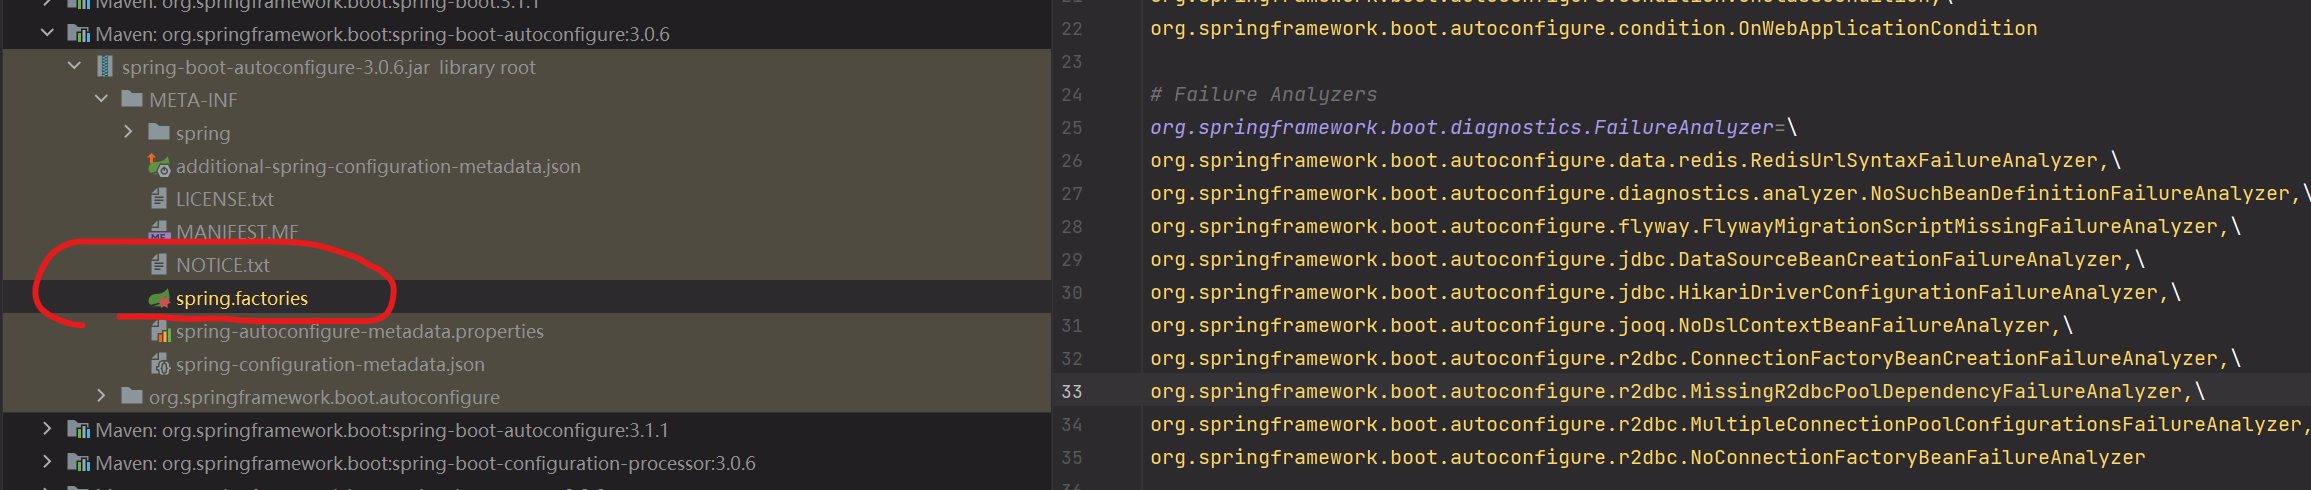 Maven: org.springframework.boot:spring-boot:3.1.1
Maven: org.springframework.boot:spring-boot-autoconfigure:3.0.6
spring-boot-autoconfigure-3.0.6.jar library root
META-INF
spring
additional-spring-configuration-metadata.json
LICENSE.txt
MANIFEST.MF
NOTICE.txt
spring.factories
spring-autoconfigure-metadata.properties
spring-configuration-metadata.json
org.springframework.boot.autoconfigure
Maven: org.springframework.boot:spring-boot-autoconfigure:3.1.1
Maven: org.springframework.boot:spring-boot-configuration-processor:3.0.6
22 org.springframework.boot.autoconfigure.condition.OnWebApplicationCondition
23
24 # Failure Analyzers
25 org.springframework.boot.diagnostics.FailureAnalyzer=\
26 org.springframework.boot.autoconfigure.data.redis.RedisUrlSyntaxFailureAnalyzer,\
27 org.springframework.boot.autoconfigure.diagnostics.analyzer.NoSuchBeanDefinitionFailureAnalyzer,\
28 org.springframework.boot.autoconfigure.flyway.FlywayMigrationScriptMissingFailureAnalyzer,\
29 org.springframework.boot.autoconfigure.jdbc.DataSourceBeanCreationFailureAnalyzer,\
30 org.springframework.boot.autoconfigure.jdbc.HikariDriverConfigurationFailureAnalyzer,\
31 org.springframework.boot.autoconfigure.jooq.NoDslContextBeanFailureAnalyzer,\
32 org.springframework.boot.autoconfigure.r2dbc.ConnectionFactoryBeanCreationFailureAnalyzer,\
33 org.springframework.boot.autoconfigure.r2dbc.MissingR2dbcPoolDependencyFailureAnalyzer,\
34 org.springframework.boot.autoconfigure.r2dbc.MultipleConnectionPoolConfigurationsFailureAnalyzer,
35 org.springframework.boot.autoconfigure.r2dbc.NoConnectionFactoryBeanFailureAnalyzer